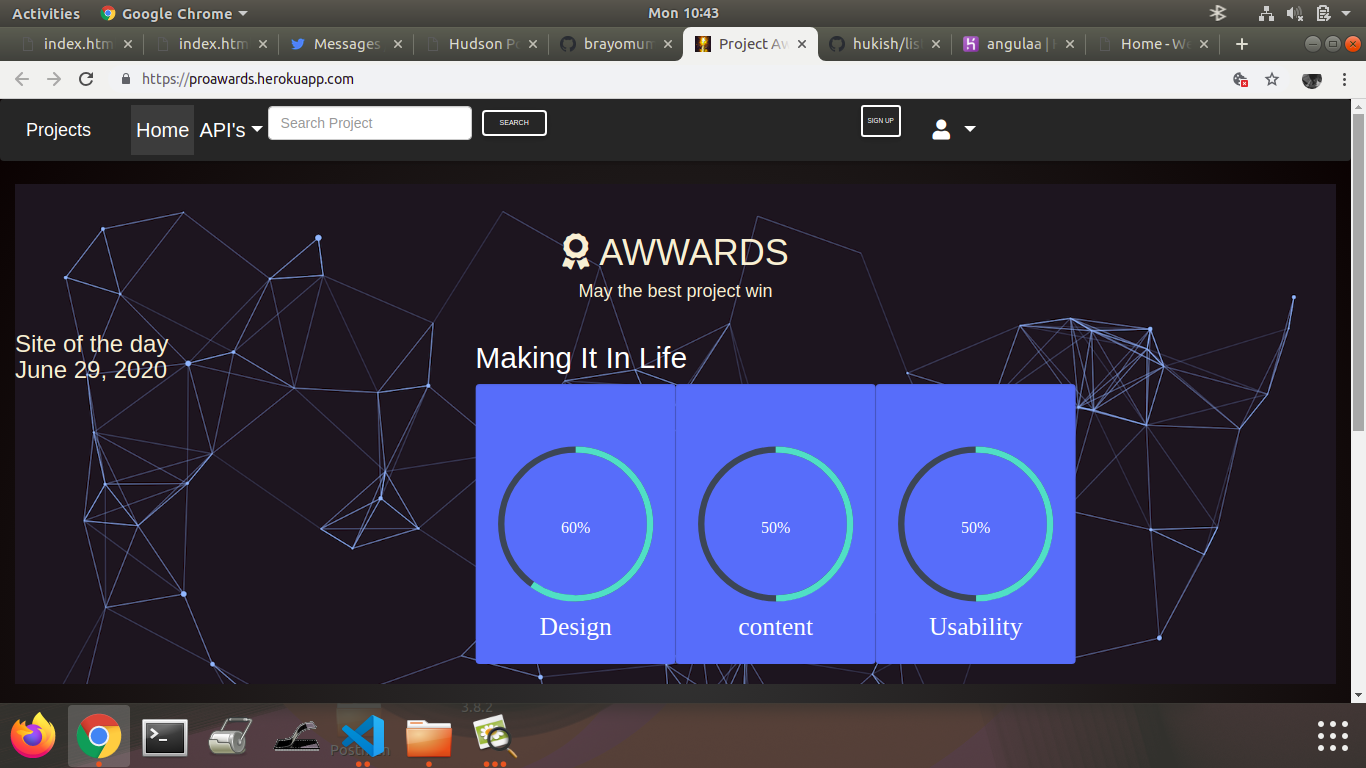 Activities Google Chrome Mon 10:43
index.htm index.htm Messages Hudson Po brayomum Project Aw hukish/lis angulaa | H Home - We
https://proawards.herokuapp.com
Projects Home API's Search Project SEARCH SIGN UP
AWWARDS
May the best project win
Site of the day
June 29, 2020
Making It In Life
60% 50% 50%
Design content Usability
3.8.2
Postman